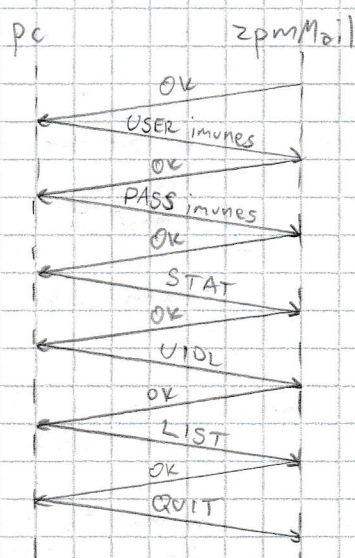 pc zpmMail
OK
USER imunes
OK
PASS imunes
OK
STAT
OK
UIDL
OK
LIST
OK
QUIT